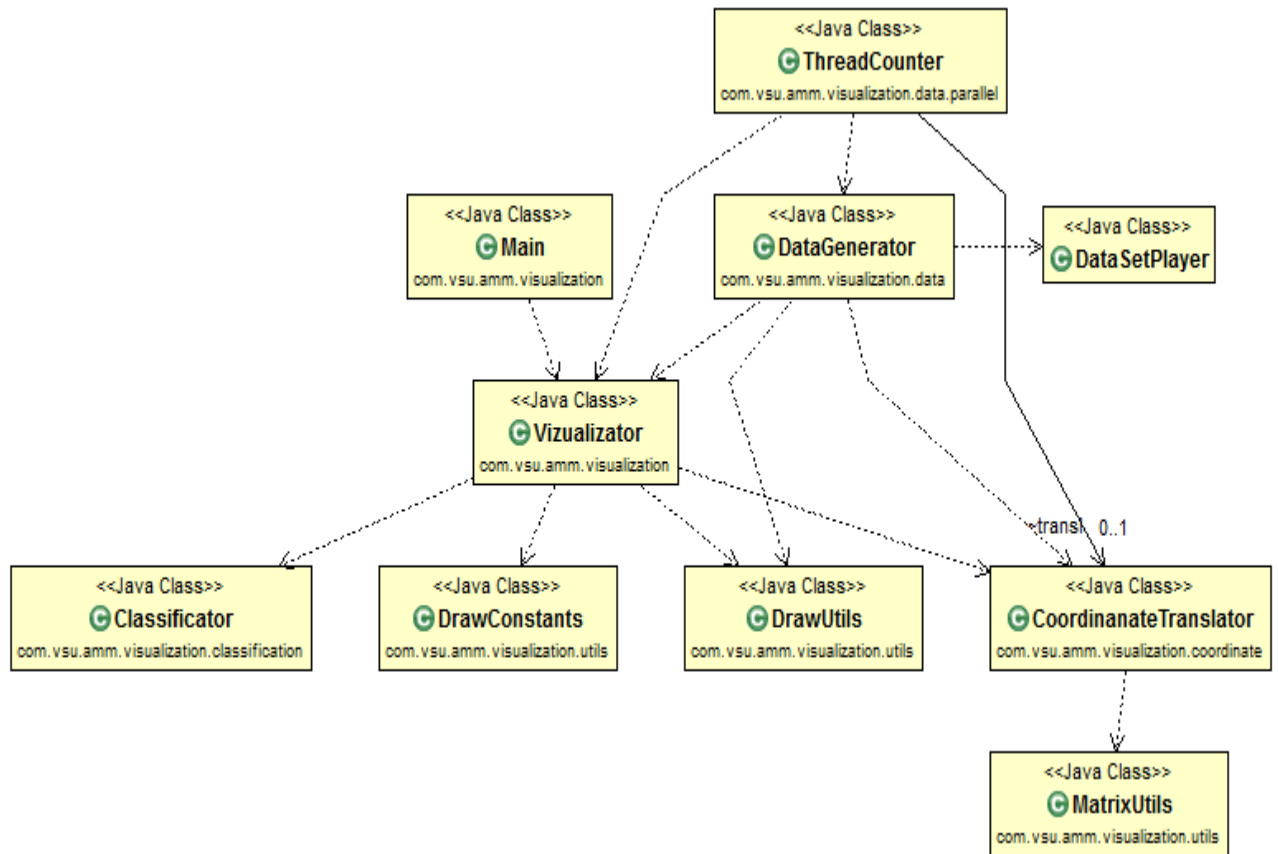 <<Java Class>>
ThreadCounter
com.vsu.amm.visualization.data.parallel
<<Java Class>>
Main
com.vsu.amm.visualization
<<Java Class>>
DataGenerator
com.vsu.amm.visualization.data
<<Java Class>>
DataSetPlayer
<<Java Class>>
Vizualizator
com.vsu.amm.visualization
~transl 0..1
<<Java Class>>
Classificator
com.vsu.amm.visualization.classification
<<Java Class>>
DrawConstants
com.vsu.amm.visualization.utils
<<Java Class>>
DrawUtils
com.vsu.amm.visualization.utils
<<Java Class>>
CoordinanateTranslator
com.vsu.amm.visualization.coordinate
<<Java Class>>
MatrixUtils
com.vsu.amm.visualization.utils